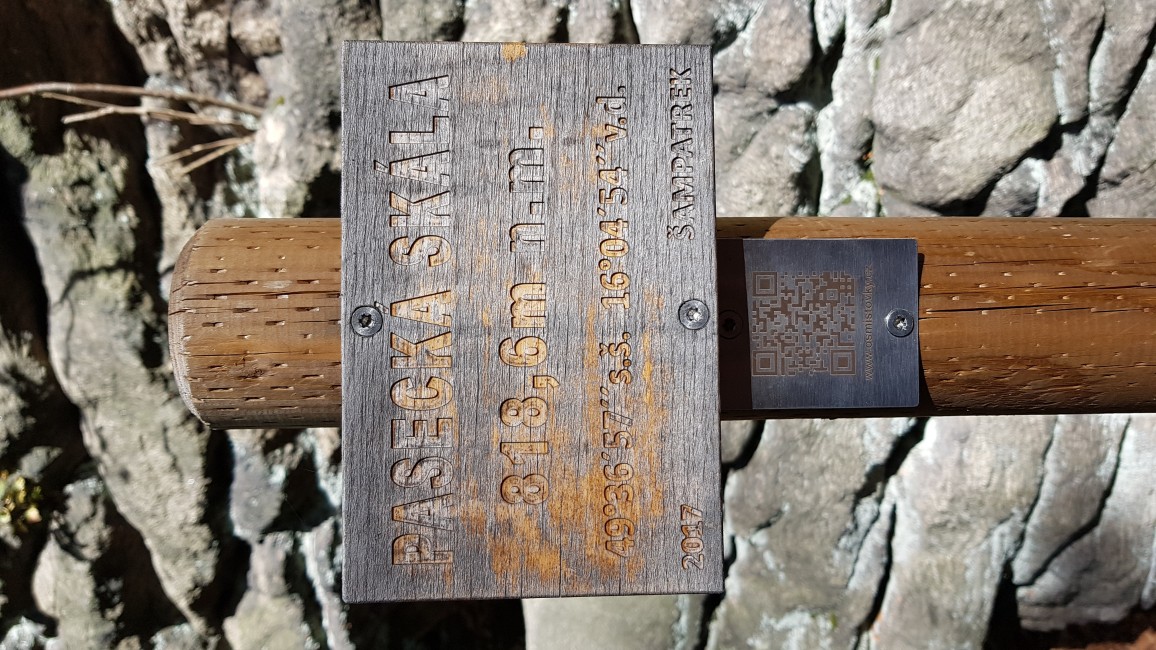 PASECKÁ SKÁLA
818,6m n.m.
49°36'57"s.š. 16°04'54"v.d.
2017 ŠAMPATREK